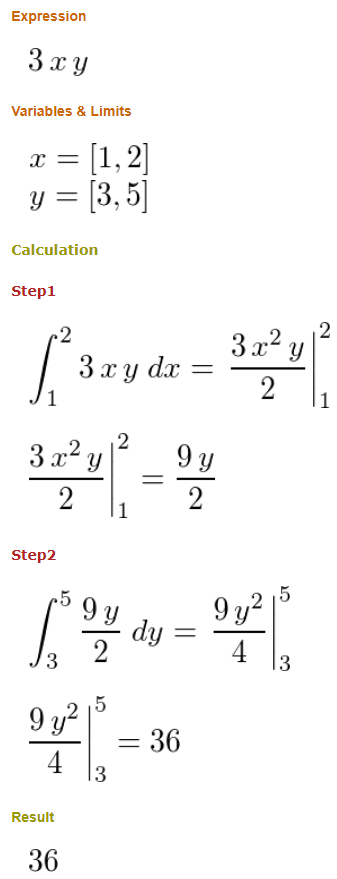 Expression
3 x y
Variables & Limits
x = [1, 2]
y = [3, 5]
Calculation
Step1
∫₁² 3 x y dx = (3 x² y)/2 |₁²
(3 x² y)/2 |₁² = (9 y)/2
Step2
∫₃⁵ (9 y)/2 dy = (9 y²)/4 |₃⁵
(9 y²)/4 |₃⁵ = 36
Result
36